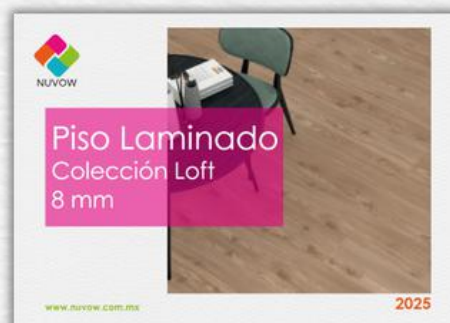 NUVOW
Piso Laminado
Colección Loft
8 mm
www.nuvow.com.mx
2025